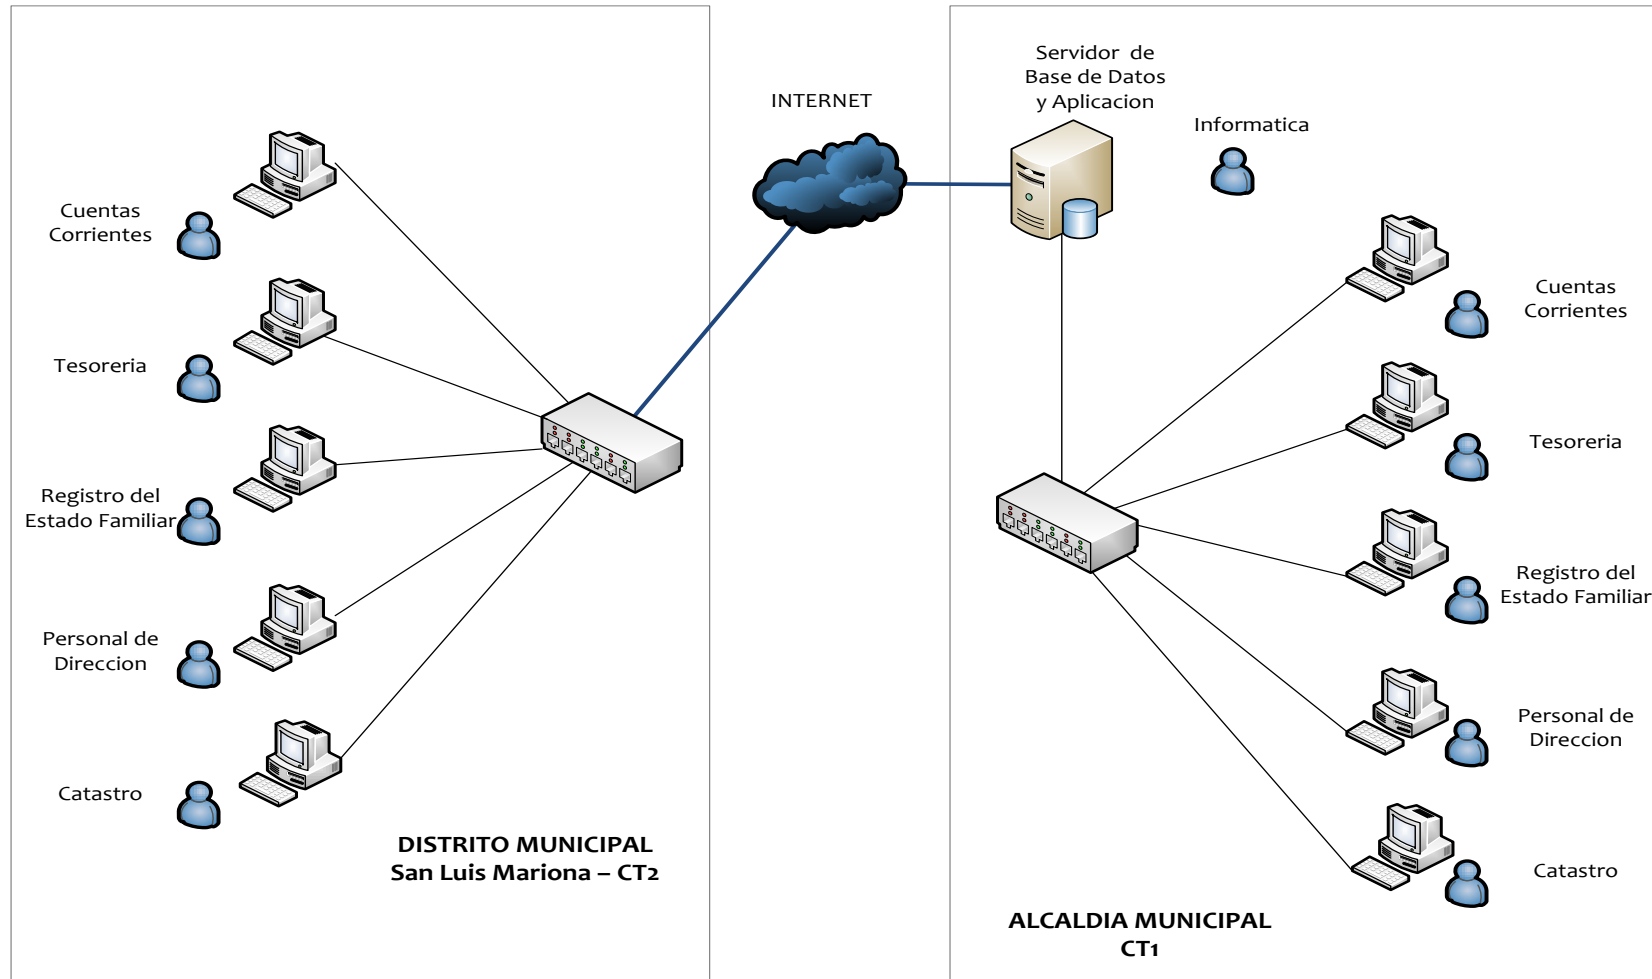 Cuentas
Corrientes
Tesoreria
Registro del
Estado Familiar
Personal de
Direccion
Catastro
DISTRITO MUNICIPAL
San Luis Mariona – CT2
INTERNET
Servidor de
Base de Datos
y Aplicacion
Informatica
Cuentas
Corrientes
Tesoreria
Registro del
Estado Familiar
Personal de
Direccion
Catastro
ALCALDIA MUNICIPAL
CT1